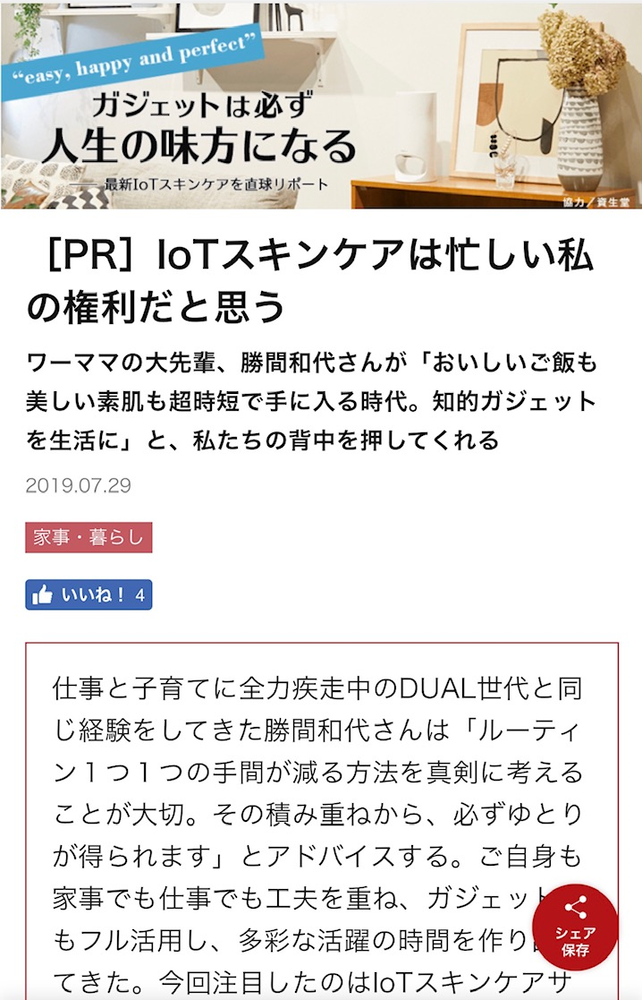 “easy, happy and perfect”
ガジェットは必ず
人生の味方になる
── 最新IoTスキンケアを直球リポート
協力／資生堂
［PR］IoTスキンケアは忙しい私
の権利だと思う
ワーママの大先輩、勝間和代さんが「おいしいご飯も
美しい素肌も超時短で手に入る時代。知的ガジェット
を生活に」と、私たちの背中を押してくれる
2019.07.29
家事・暮らし
いいね！ 4
仕事と子育てに全力疾走中のDUAL世代と同
じ経験をしてきた勝間和代さんは「ルーティ
ン１つ１つの手間が減る方法を真剣に考える
ことが大切。その積み重ねから、必ずゆとり
が得られます」とアドバイスする。ご自身も
家事でも仕事でも工夫を重ね、ガジェット
もフル活用し、多彩な活躍の時間を作り
てきた。今回注目したのはIoTスキンケアサ
シェア
保存